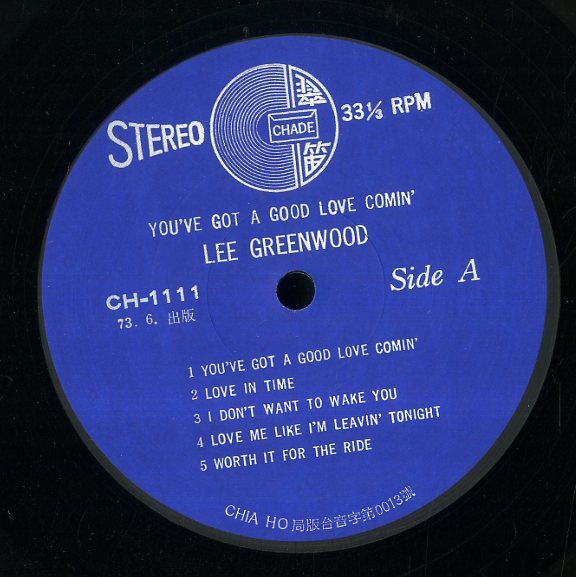 STEREO
翠笛
CHADE
33⅓ RPM
YOU'VE GOT A GOOD LOVE COMIN'
LEE GREENWOOD
Side A
CH-1111
73. 6. 出版
1 YOU'VE GOT A GOOD LOVE COMIN'
2 LOVE IN TIME
3 I DON'T WANT TO WAKE YOU
4 LOVE ME LIKE I'M LEAVIN' TONIGHT
5 WORTH IT FOR THE RIDE
CHIA HO 局版台音字第0013號